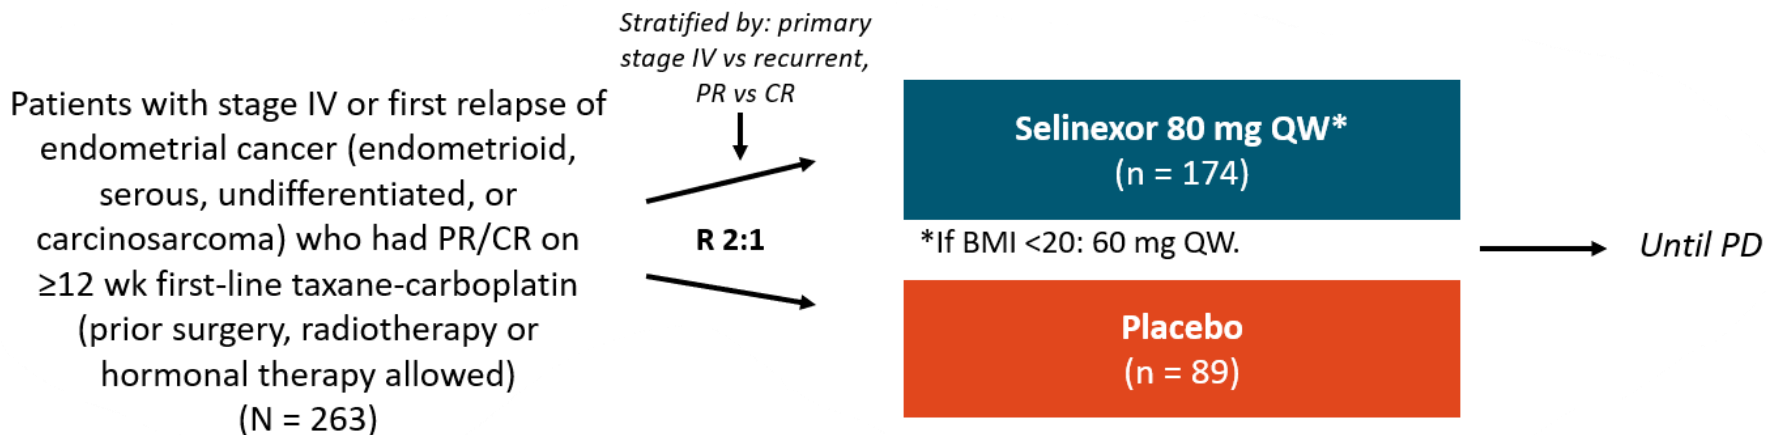 Patients with stage IV or first relapse of
endometrial cancer (endometrioid,
serous, undifferentiated, or
carcinosarcoma) who had PR/CR on
≥12 wk first-line taxane-carboplatin
(prior surgery, radiotherapy or
hormonal therapy allowed)
(N = 263)
Stratified by: primary
stage IV vs recurrent,
PR vs CR
R 2:1
Selinexor 80 mg QW*
(n = 174)
*If BMI <20: 60 mg QW.
Placebo
(n = 89)
Until PD